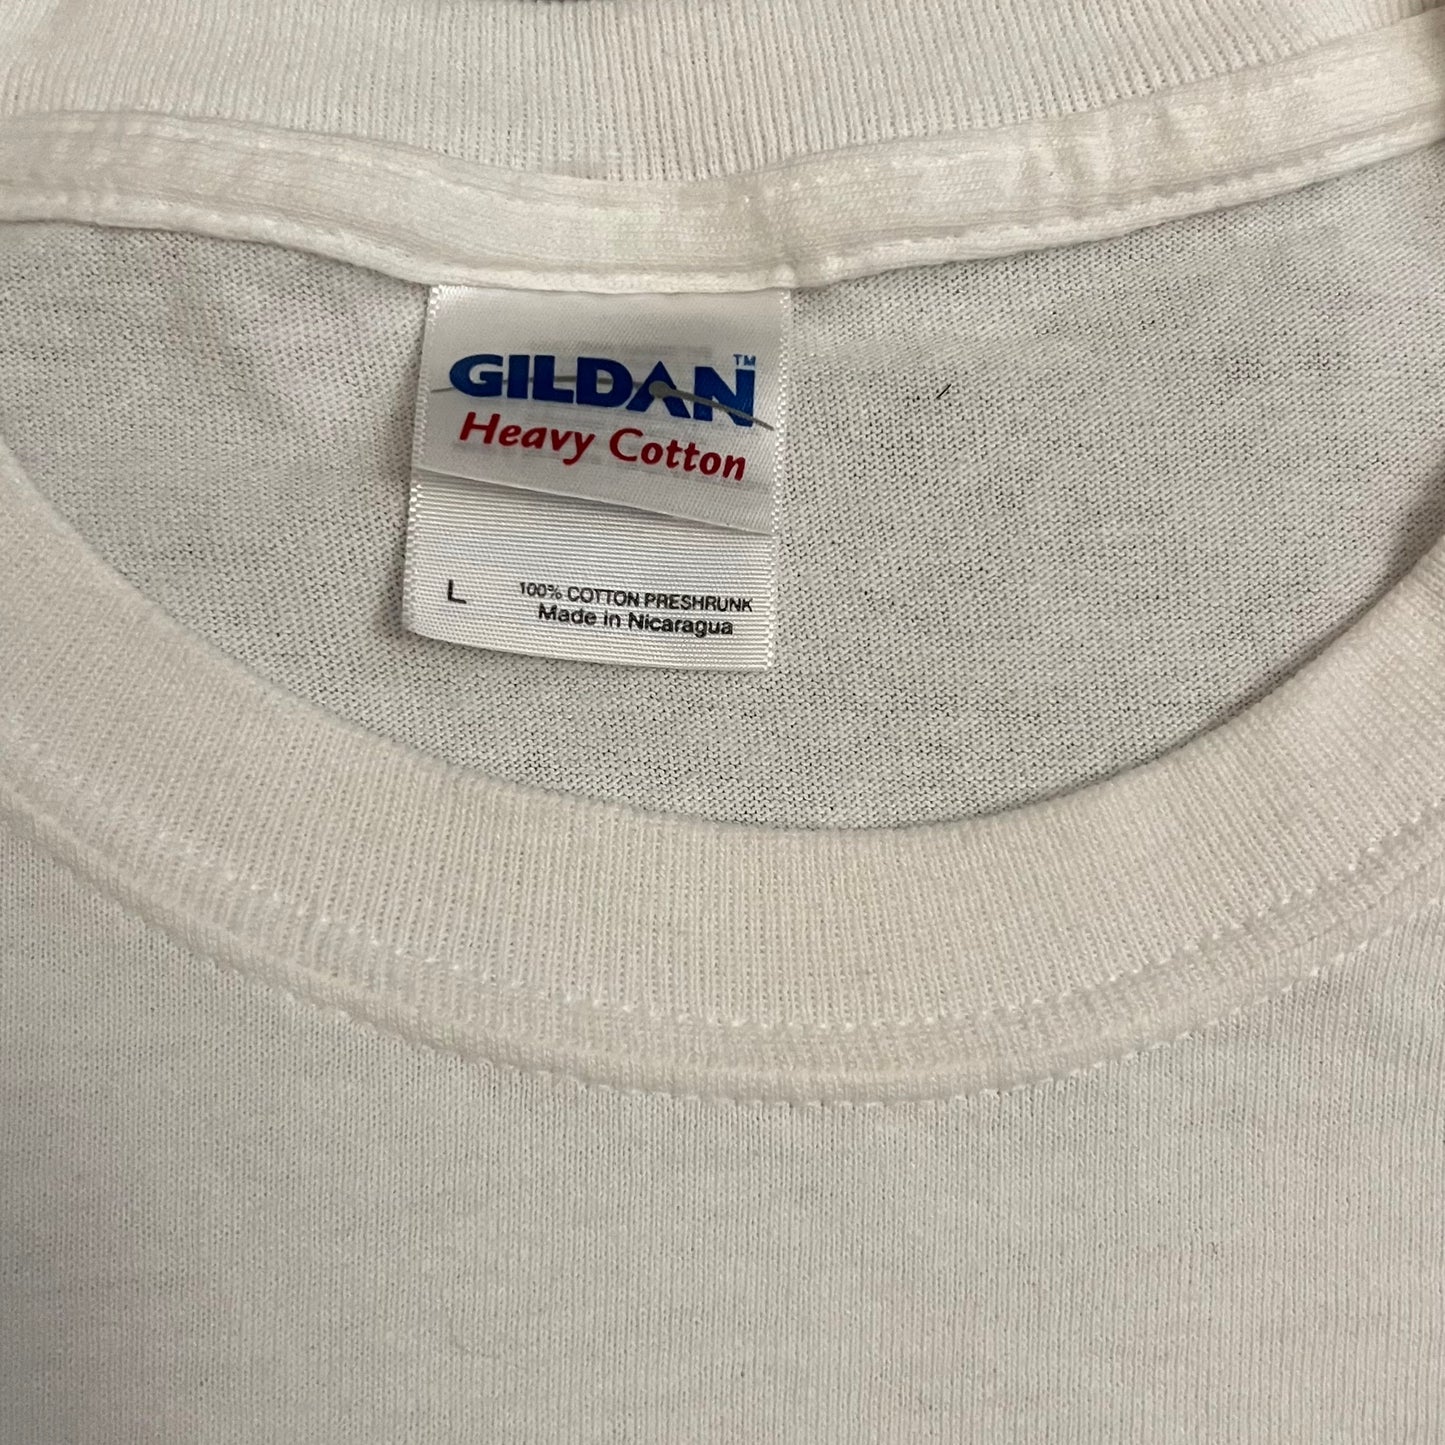 GILDAN™
Heavy Cotton
L 100% COTTON PRESHRUNK
Made in Nicaragua